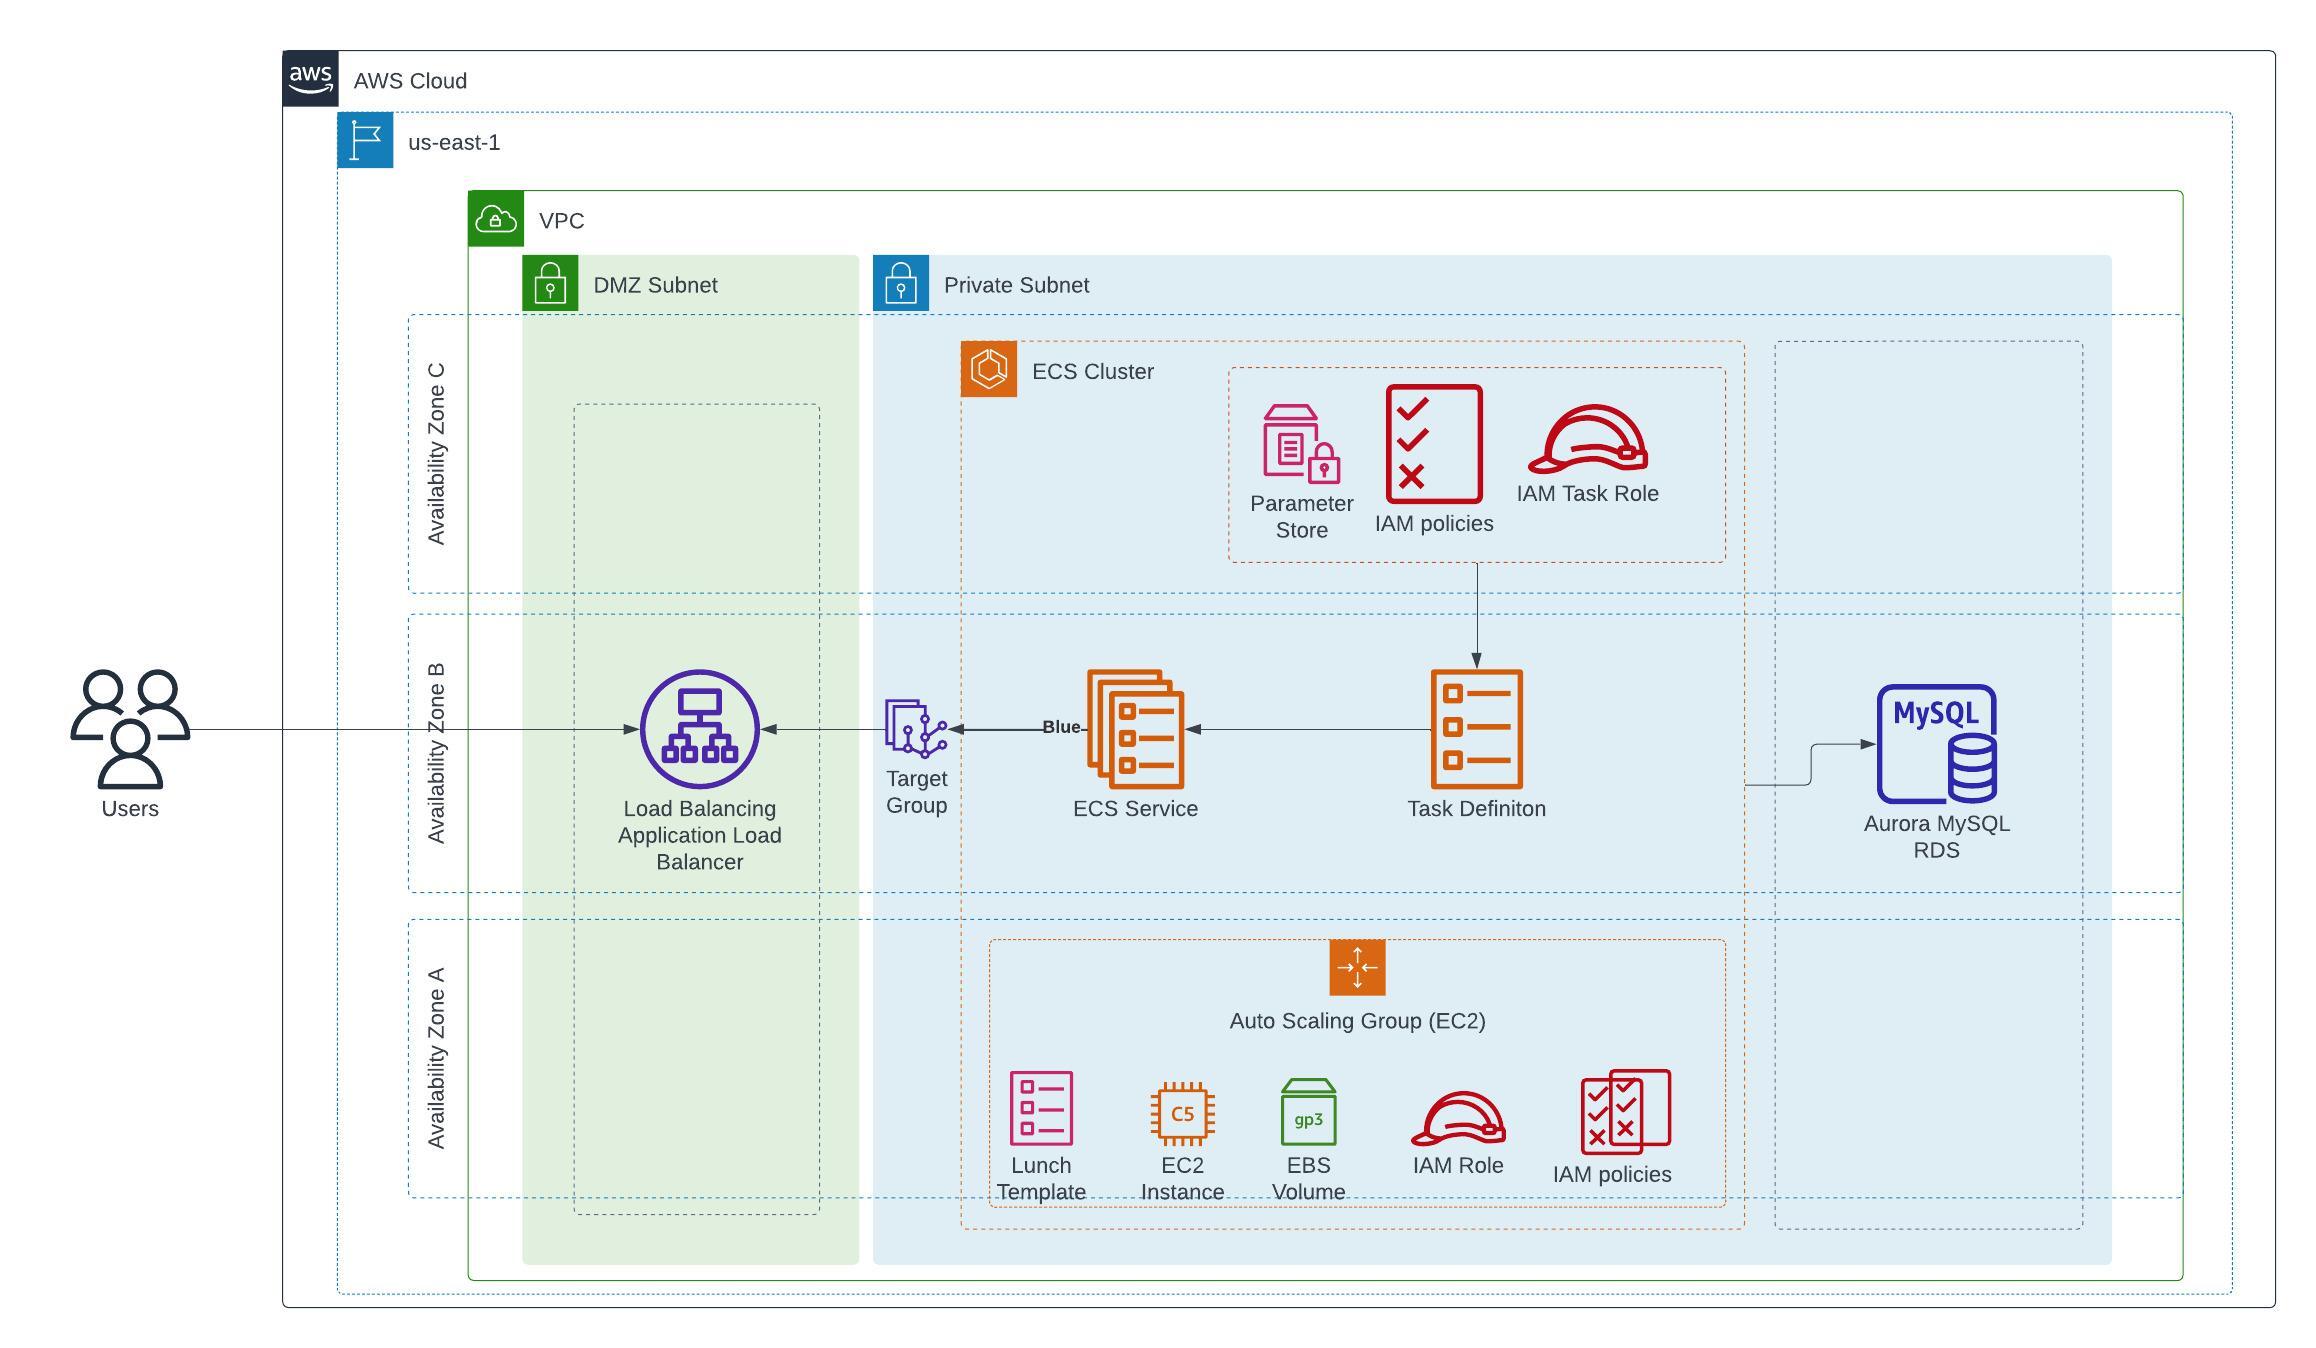 aws
AWS Cloud
us-east-1
VPC
DMZ Subnet
Private Subnet
Availability Zone C
ECS Cluster
Parameter
Store
IAM policies
IAM Task Role
Availability Zone B
Users
Load Balancing
Application Load
Balancer
Target
Group
Blue
ECS Service
Task Definiton
MySQL
Aurora MySQL
RDS
Availability Zone A
Auto Scaling Group (EC2)
Lunch
Template
C5
EC2
Instance
gp3
EBS
Volume
IAM Role
IAM policies